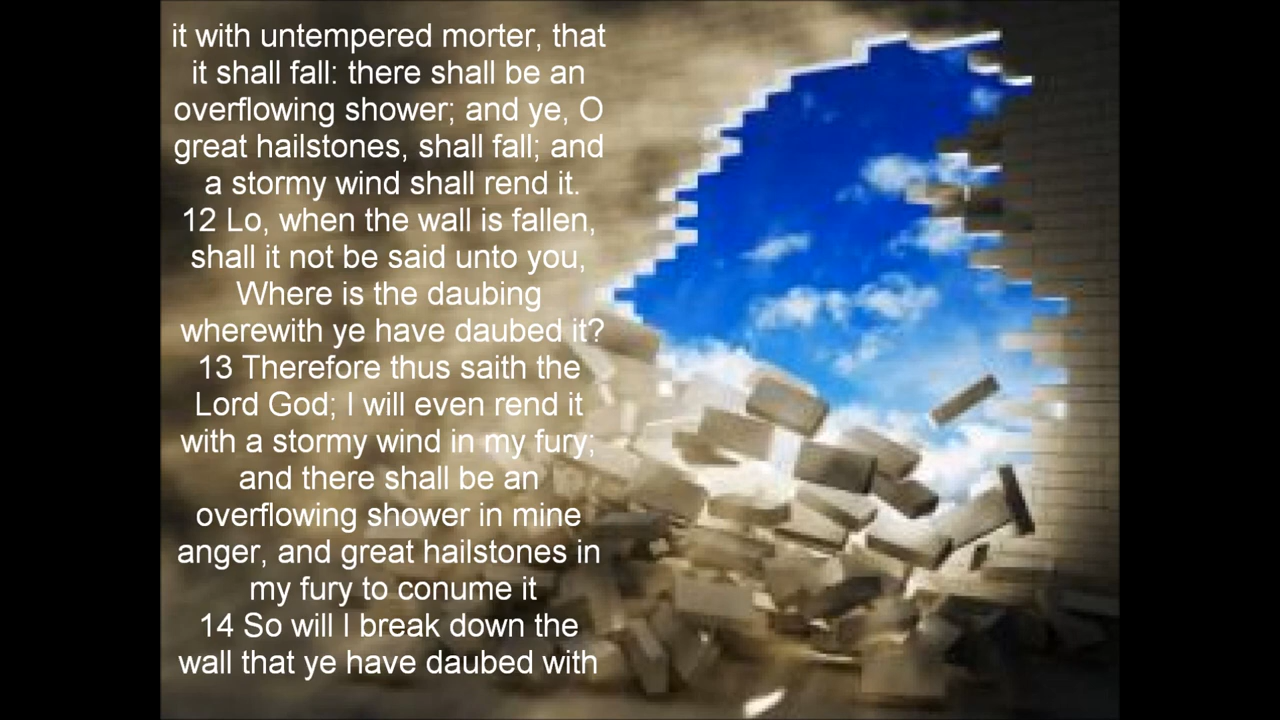 it with untempered morter, that
it shall fall: there shall be an
overflowing shower; and ye, O
great hailstones, shall fall; and
a stormy wind shall rend it.
12 Lo, when the wall is fallen,
shall it not be said unto you,
Where is the daubing
wherewith ye have daubed it?
13 Therefore thus saith the
Lord God; I will even rend it
with a stormy wind in my fury;
and there shall be an
overflowing shower in mine
anger, and great hailstones in
my fury to conume it
14 So will I break down the
wall that ye have daubed with